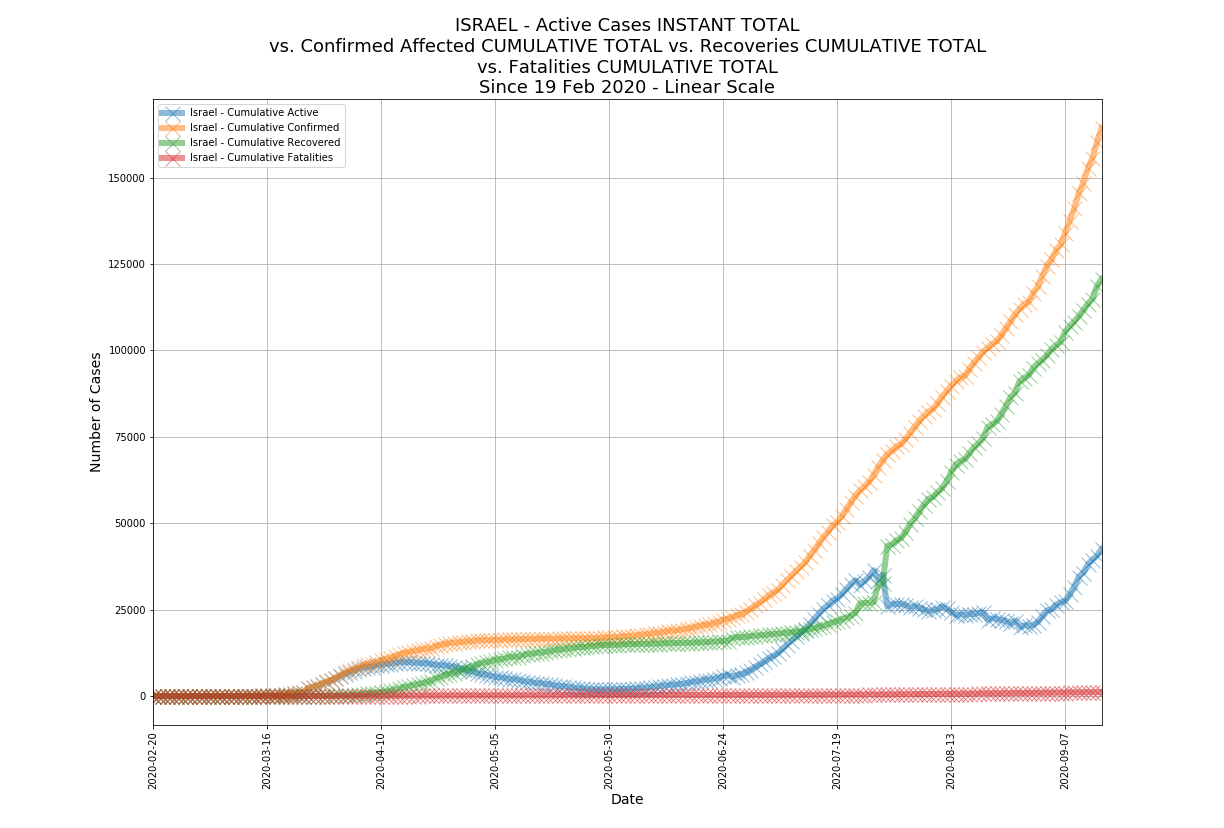 ISRAEL - Active Cases INSTANT TOTAL
vs. Confirmed Affected CUMULATIVE TOTAL vs. Recoveries CUMULATIVE TOTAL
vs. Fatalities CUMULATIVE TOTAL
Since 19 Feb 2020 - Linear Scale
Israel - Cumulative Active
Israel - Cumulative Confirmed
Israel - Cumulative Recovered
Israel - Cumulative Fatalities
Number of Cases
150000
125000
100000
75000
50000
25000
0
2020-02-20
2020-03-16
2020-04-10
2020-05-05
2020-05-30
2020-06-24
2020-07-19
2020-08-13
2020-09-07
Date